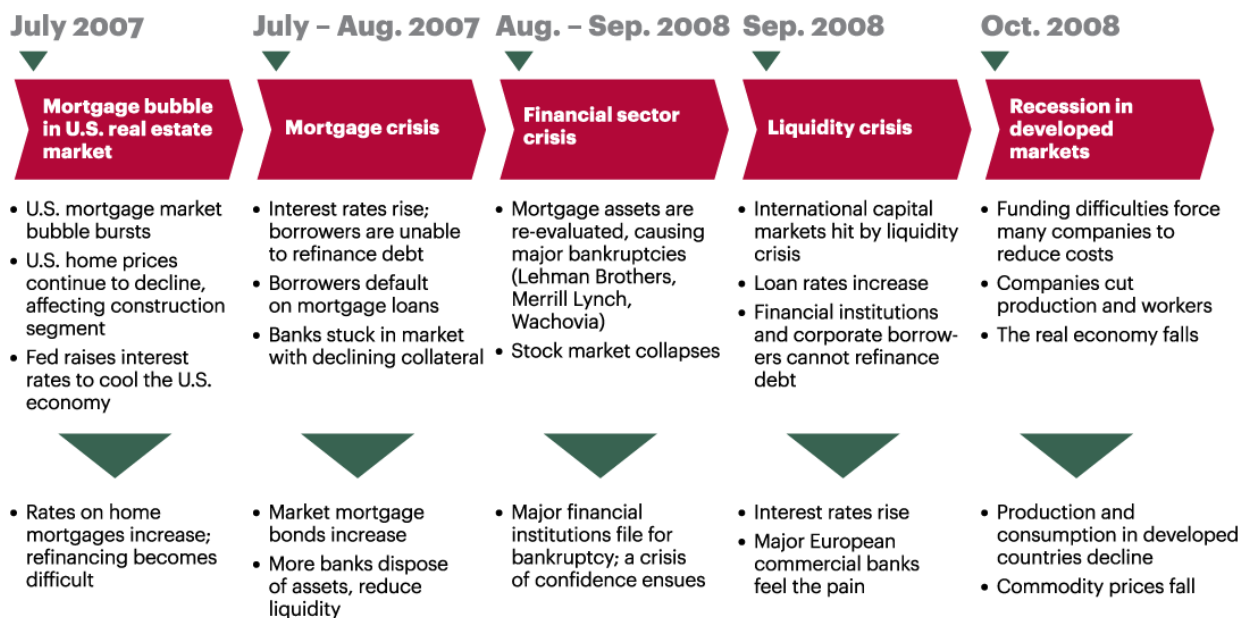 July 2007
Mortgage bubble
in U.S. real estate
market
• U.S. mortgage market
bubble bursts
• U.S. home prices
continue to decline,
affecting construction
segment
• Fed raises interest
rates to cool the U.S.
economy
• Rates on home
mortgages increase;
refinancing becomes
difficult
July – Aug. 2007
Mortgage crisis
• Interest rates rise;
borrowers are unable
to refinance debt
• Borrowers default
on mortgage loans
• Banks stuck in market
with declining collateral
• Market mortgage
bonds increase
• More banks dispose
of assets, reduce
liquidity
Aug. – Sep. 2008
Financial sector
crisis
• Mortgage assets are
re-evaluated, causing
major bankruptcies
(Lehman Brothers,
Merrill Lynch,
Wachovia)
• Stock market collapses
• Major financial
institutions file for
bankruptcy; a crisis
of confidence ensues
Sep. 2008
Liquidity crisis
• International capital
markets hit by liquidity
crisis
• Loan rates increase
• Financial institutions
and corporate borrow-
ers cannot refinance
debt
• Interest rates rise
• Major European
commercial banks
feel the pain
Oct. 2008
Recession in
developed
markets
• Funding difficulties force
many companies to
reduce costs
• Companies cut
production and workers
• The real economy falls
• Production and
consumption in developed
countries decline
• Commodity prices fall